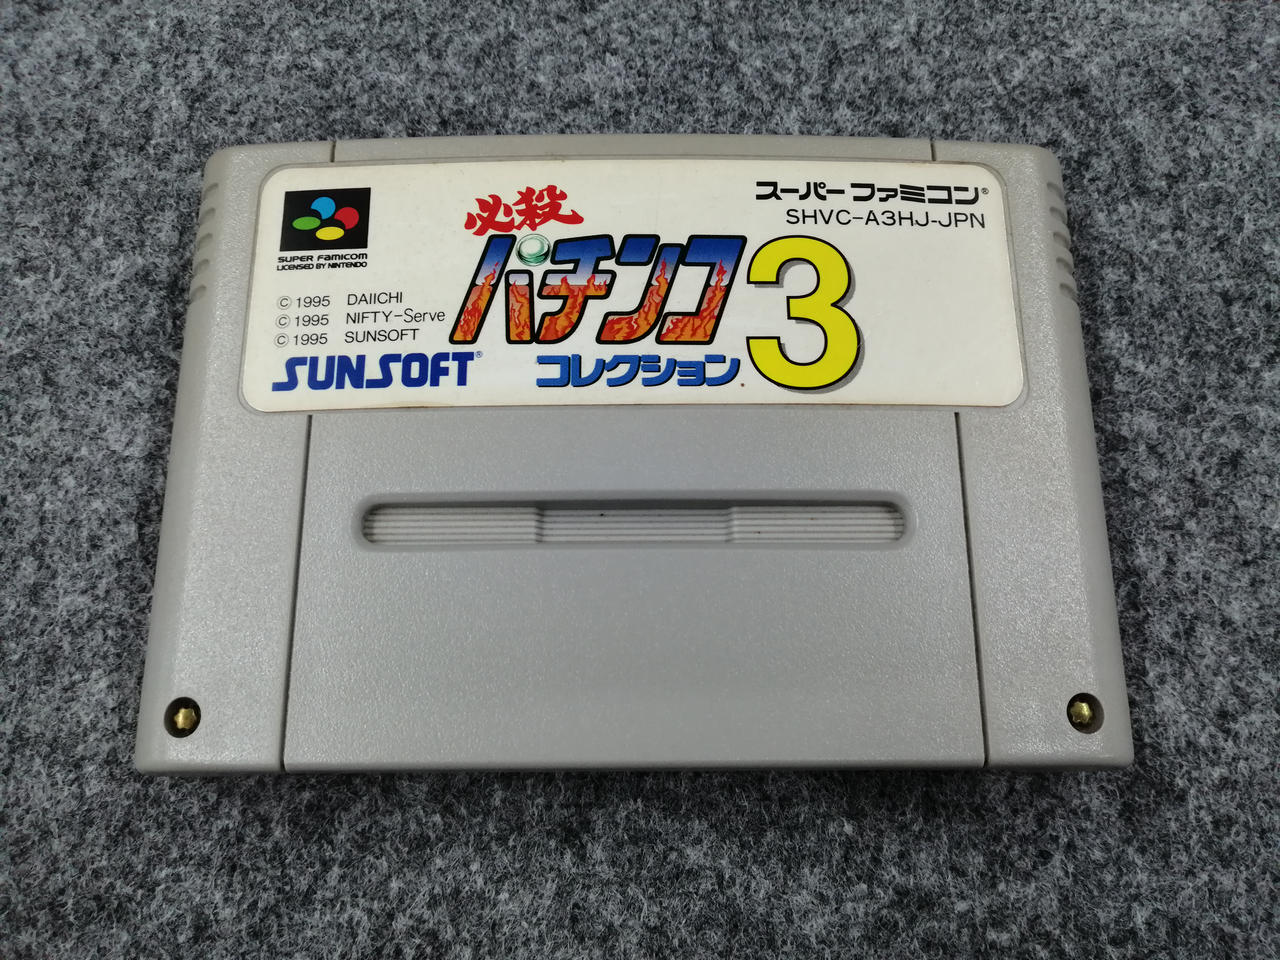 SUPER FAMICOM
LICENSED BY NINTENDO
© 1995 DAIICHI
© 1995 NIFTY-Serve
© 1995 SUNSOFT
SUNSOFT®
必殺
パチンコ
コレクション
3
スーパーファミコン®
SHVC-A3HJ-JPN